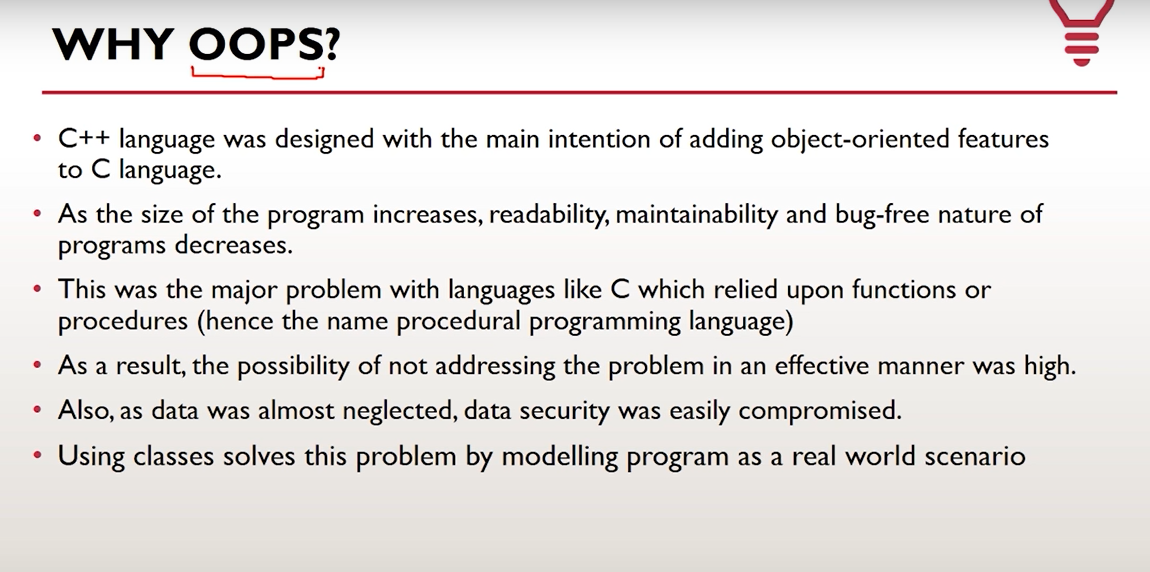 WHY OOPS?
• C++ language was designed with the main intention of adding object-oriented features
to C language.
• As the size of the program increases, readability, maintainability and bug-free nature of
programs decreases.
• This was the major problem with languages like C which relied upon functions or
procedures (hence the name procedural programming language)
• As a result, the possibility of not addressing the problem in an effective manner was high.
• Also, as data was almost neglected, data security was easily compromised.
• Using classes solves this problem by modelling program as a real world scenario